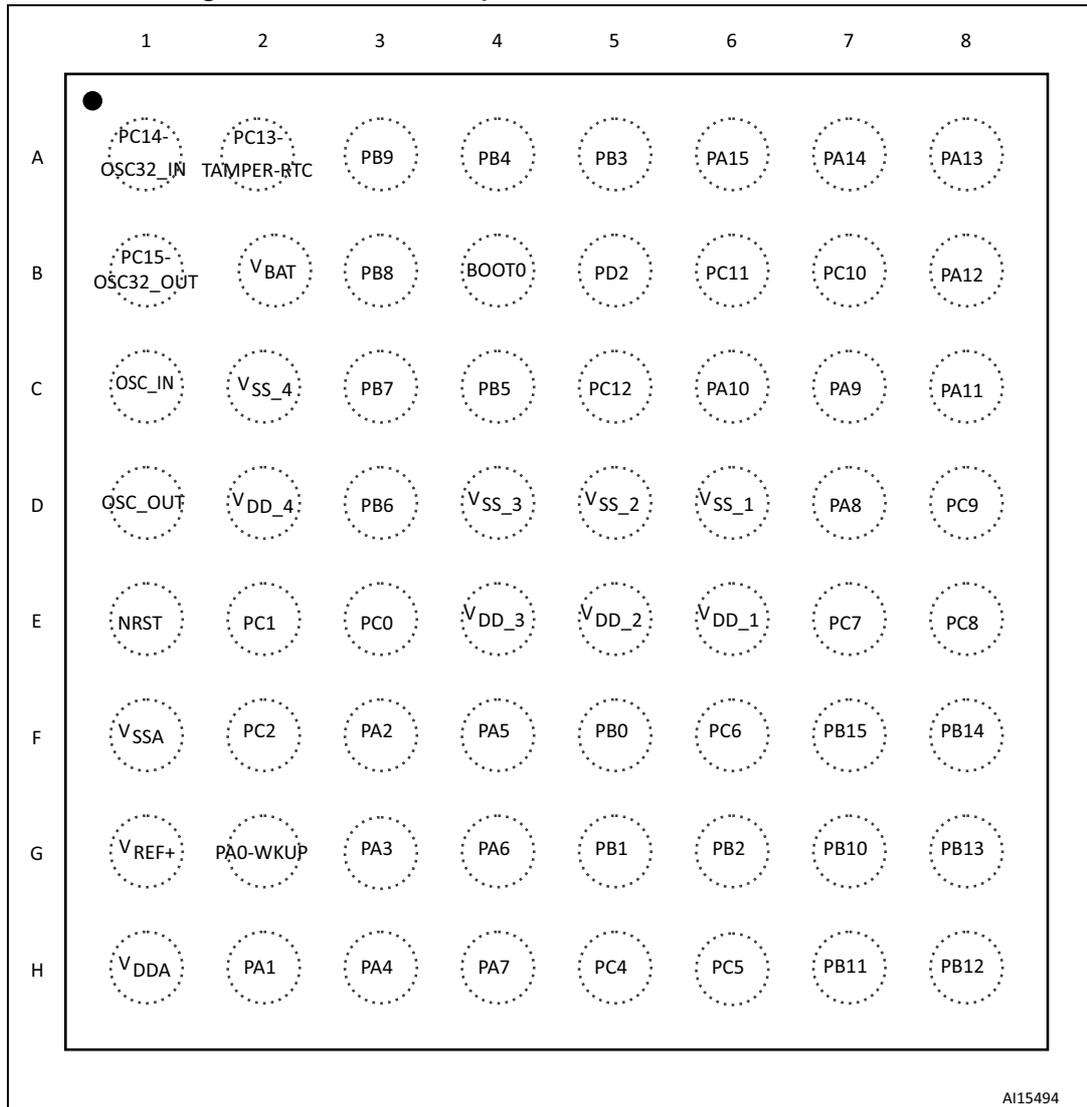 1 2 3 4 5 6 7 8
A PC14-OSC32_IN PC13-TAMPER-RTC PB9 PB4 PB3 PA15 PA14 PA13
B PC15-OSC32_OUT VBAT PB8 BOOT0 PD2 PC11 PC10 PA12
C OSC_IN VSS_4 PB7 PB5 PC12 PA10 PA9 PA11
D OSC_OUT VDD_4 PB6 VSS_3 VSS_2 VSS_1 PA8 PC9
E NRST PC1 PC0 VDD_3 VDD_2 VDD_1 PC7 PC8
F VSSA PC2 PA2 PA5 PB0 PC6 PB15 PB14
G VREF+ PA0-WKUP PA3 PA6 PB1 PB2 PB10 PB13
H VDDA PA1 PA4 PA7 PC4 PC5 PB11 PB12
AI15494